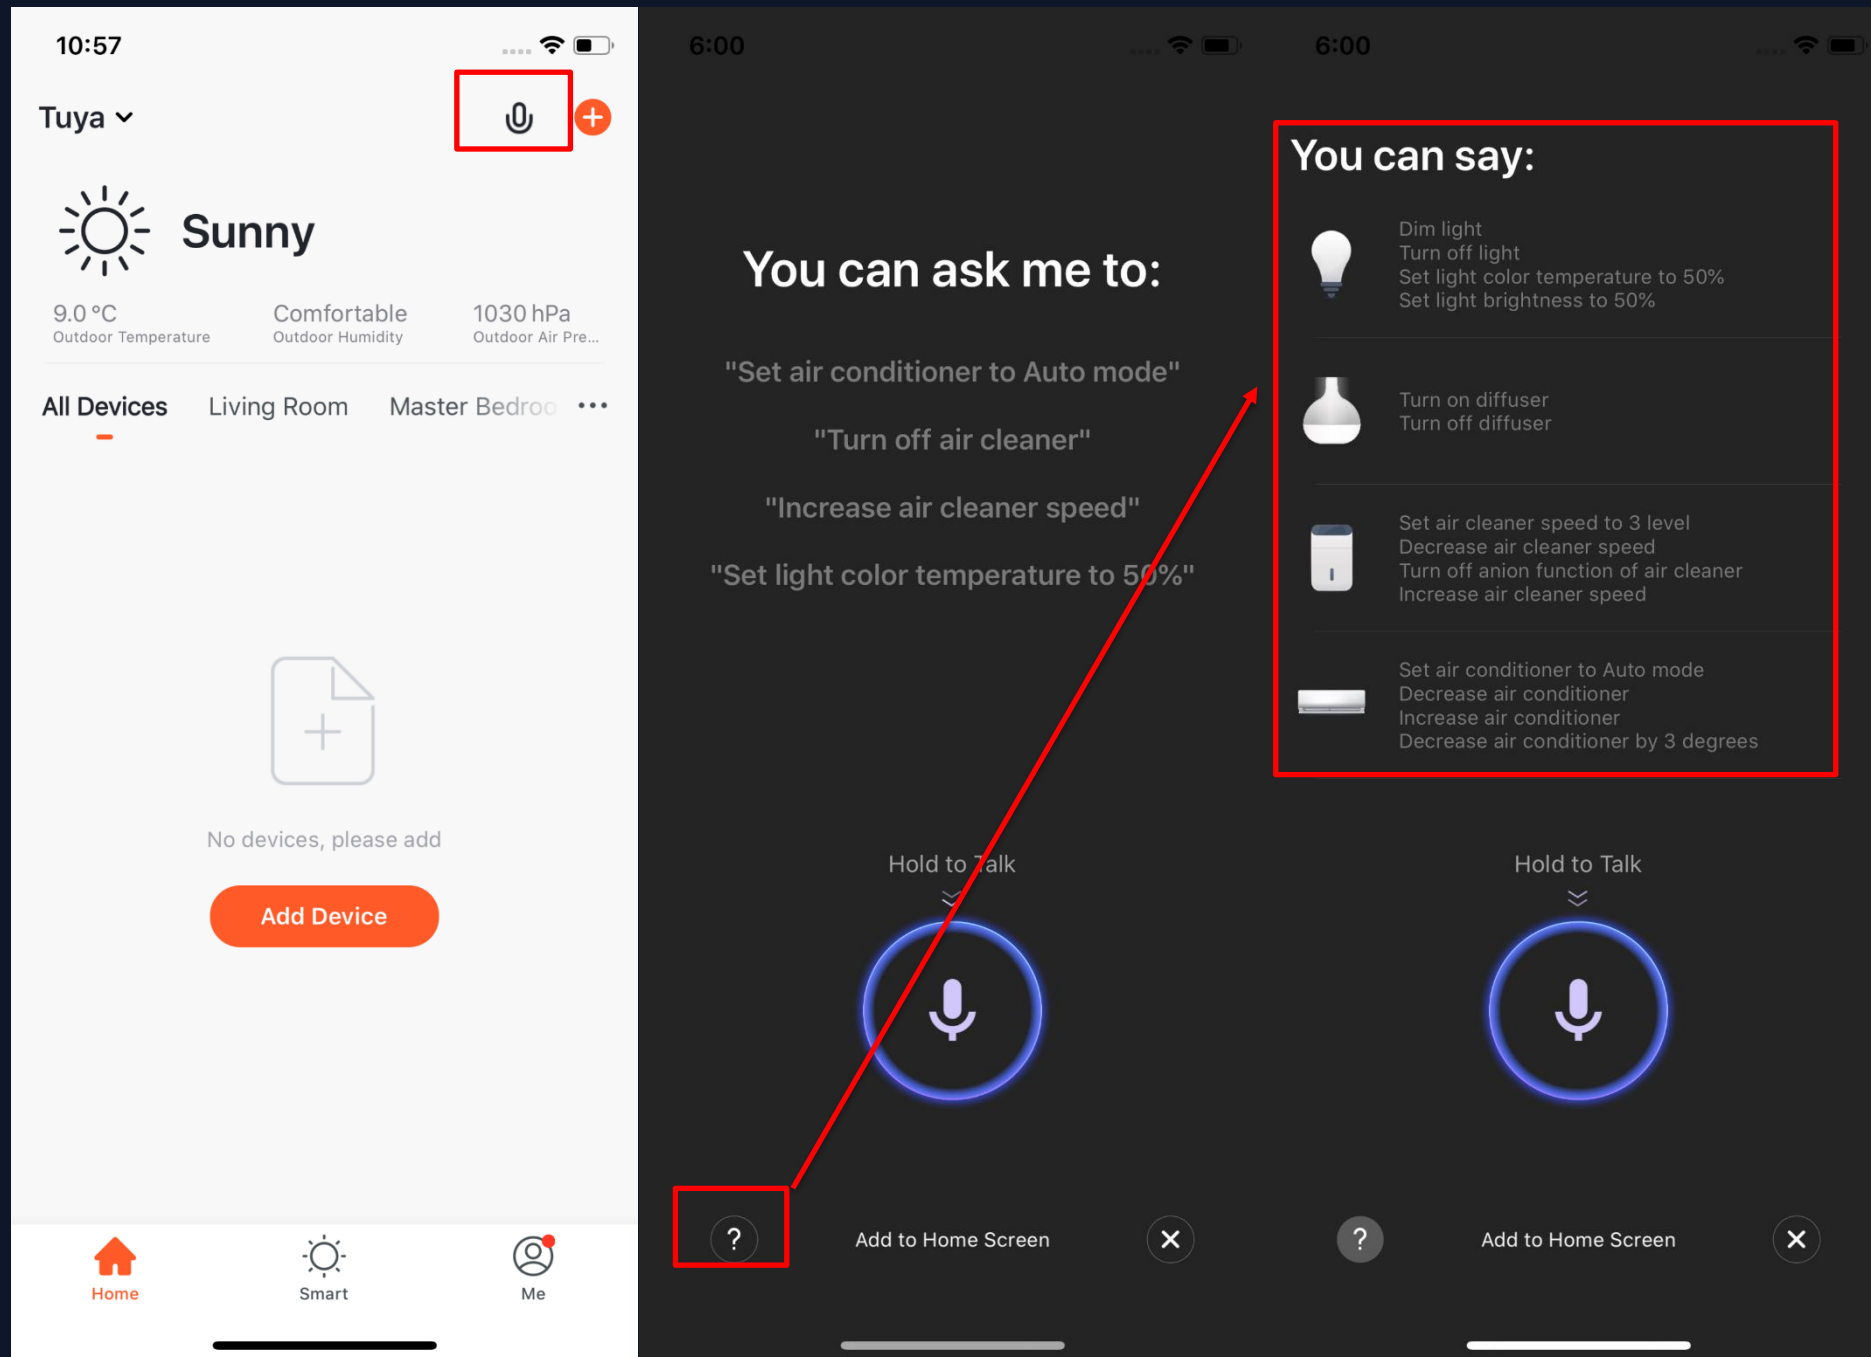 10:57
Tuya
Sunny
9.0 °C
Outdoor Temperature
Comfortable
Outdoor Humidity
1030 hPa
Outdoor Air Pre...
All Devices
Living Room
Master Bedroo
No devices, please add
Add Device
Home
Smart
Me
6:00
You can ask me to:
"Set air conditioner to Auto mode"
"Turn off air cleaner"
"Increase air cleaner speed"
"Set light color temperature to 50%"
Hold to Talk
?
Add to Home Screen
6:00
You can say:
Dim light
Turn off light
Set light color temperature to 50%
Set light brightness to 50%
Turn on diffuser
Turn off diffuser
Set air cleaner speed to 3 level
Decrease air cleaner speed
Turn off anion function of air cleaner
Increase air cleaner speed
Set air conditioner to Auto mode
Decrease air conditioner
Increase air conditioner
Decrease air conditioner by 3 degrees
Hold to Talk
?
Add to Home Screen